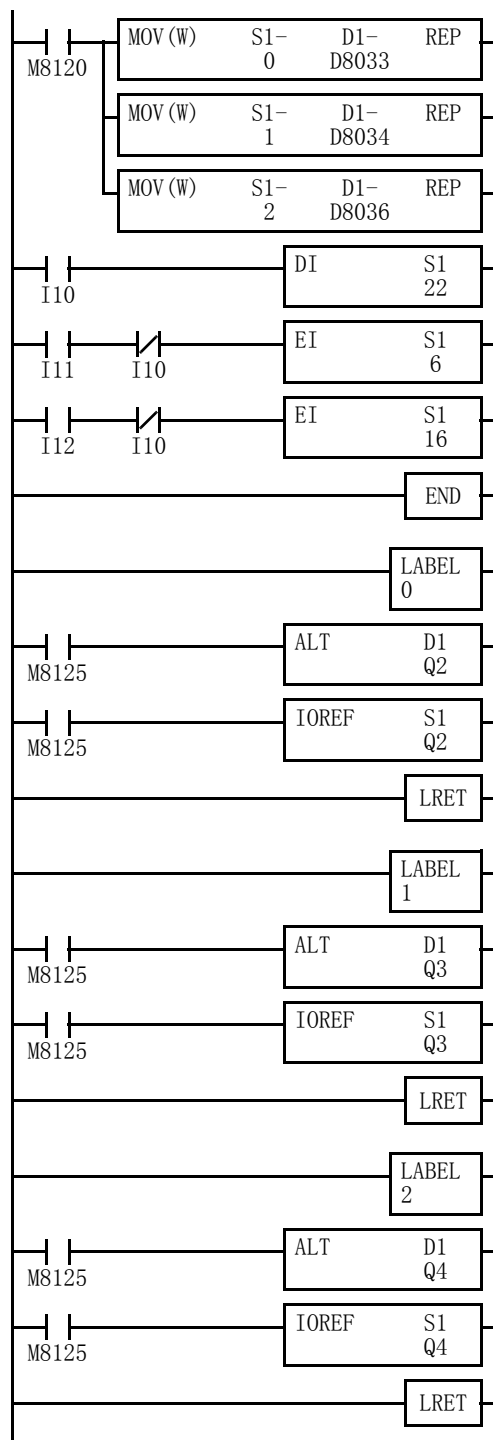 MOV(W) S1- D1- REP
M8120 0 D8033
MOV(W) S1- D1- REP
1 D8034
MOV(W) S1- D1- REP
2 D8036
DI S1
I10 22
EI S1
I11 I10 6
EI S1
I12 I10 16
END
LABEL
0
ALT D1
M8125 Q2
IOREF S1
M8125 Q2
LRET
LABEL
1
ALT D1
M8125 Q3
IOREF S1
M8125 Q3
LRET
LABEL
2
ALT D1
M8125 Q4
IOREF S1
M8125 Q4
LRET